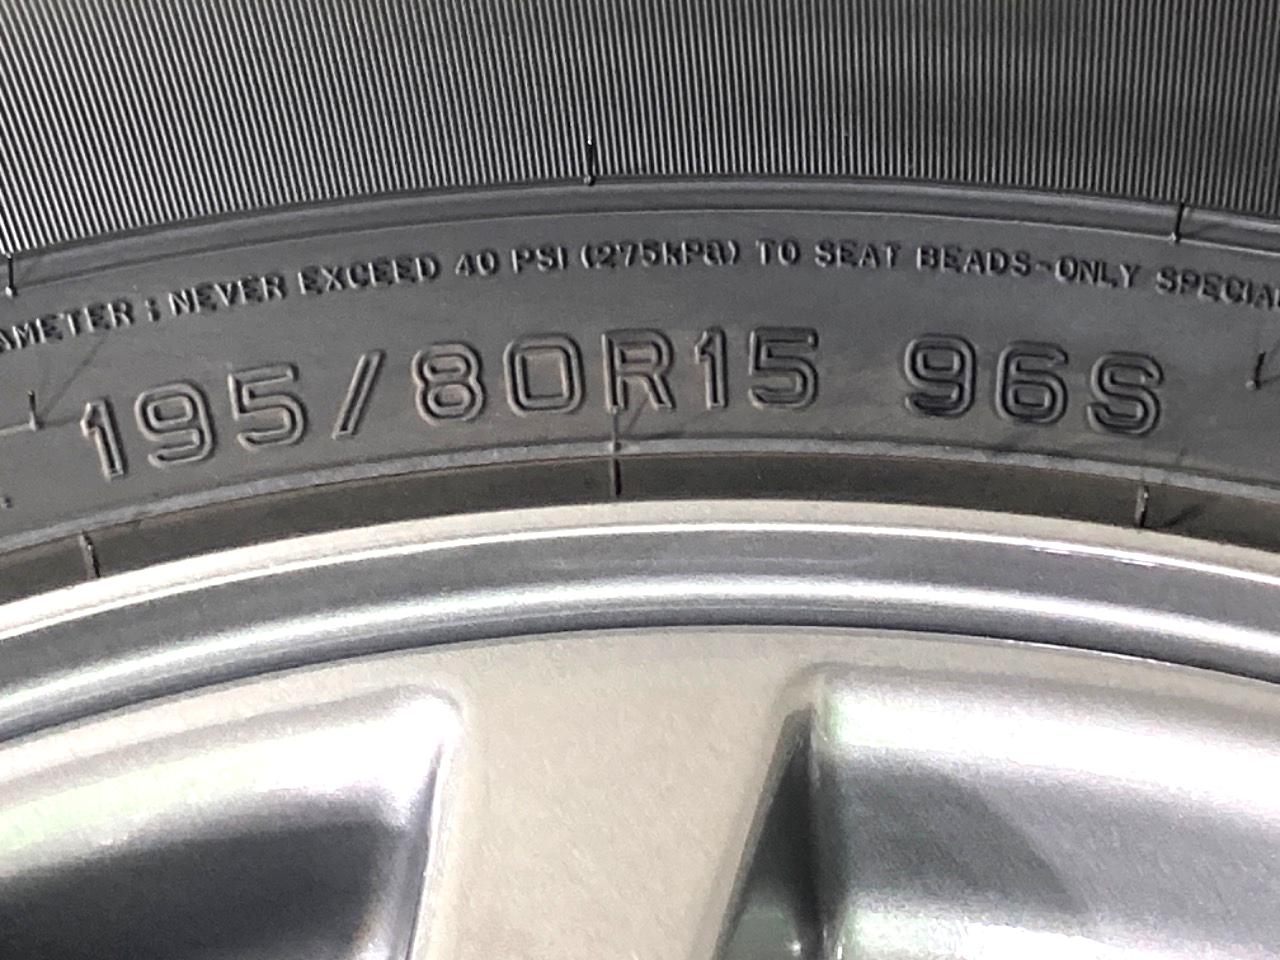 AMETER : NEVER EXCEED 40 PSI (275kPa) TO SEAT BEADS-ONLY SPECIAL
195/80R15 96S